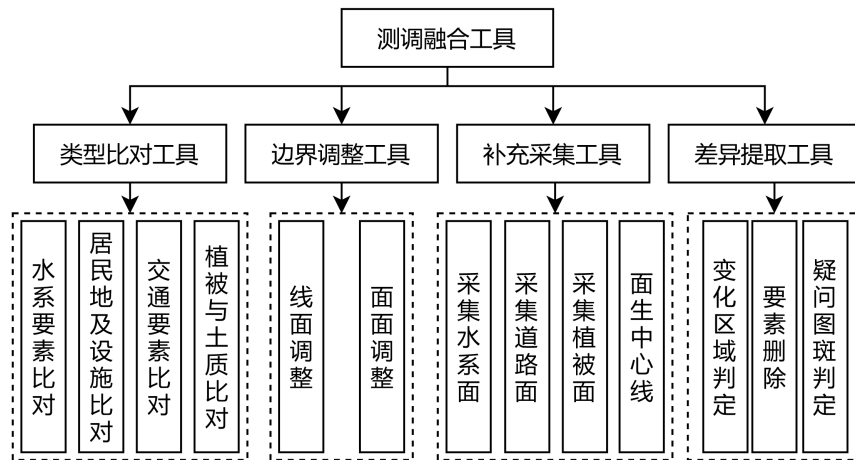 测调融合工具
类型比对工具
边界调整工具
补充采集工具
差异提取工具
水系要素比对
居民地及设施比对
交通要素比对
植被与土质比对
线面调整
面面调整
采集水系面
采集道路面
采集植被面
面生中心线
变化区域判定
要素删除
疑问图斑判定